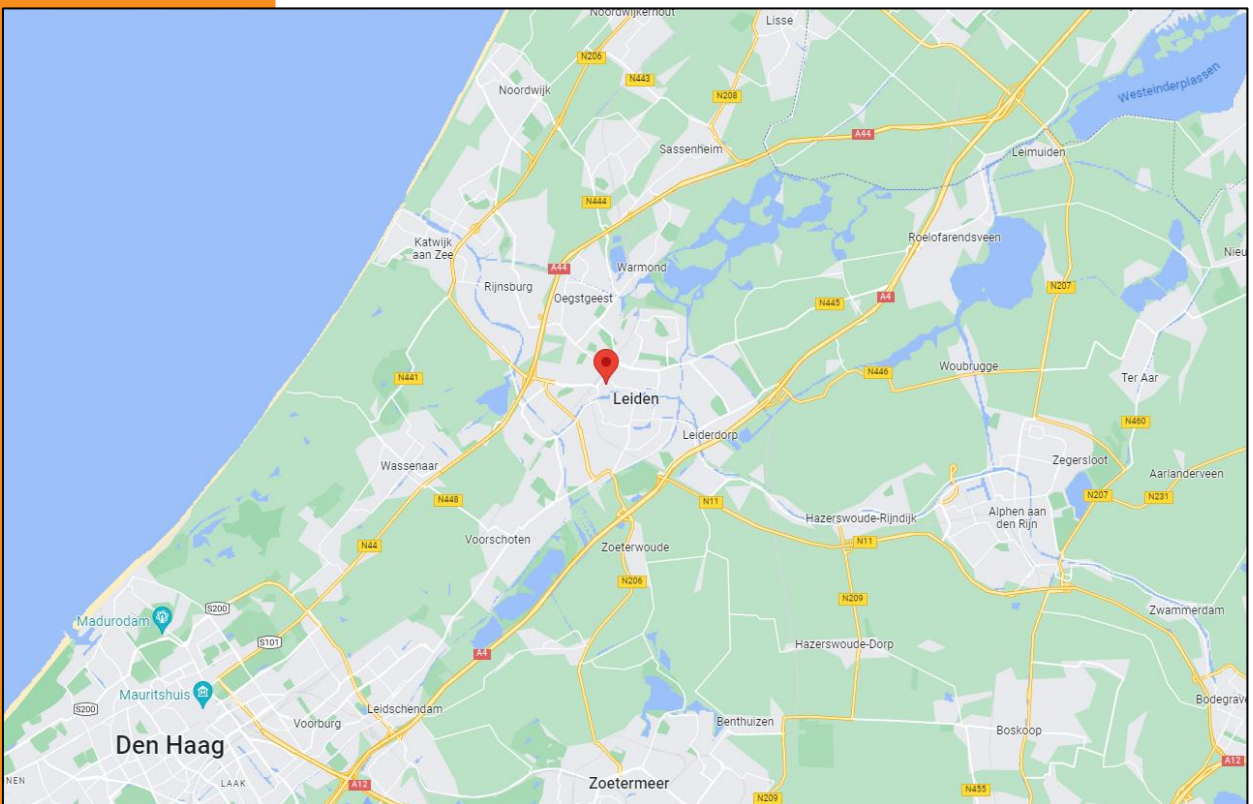 Noordwijkerhout
Lisse
N206
N443
Westeinderplassen
Noordwijk
N208
A44
Sassenheim
Leimuiden
N444
Katwijk
aan Zee
Roelofarendsveen
Nieu
A44
Warmond
Rijnsburg
Oegstgeest
N207
A4
N445
Woubrugge
N446
N441
Ter Aar
Leiden
N460
Leiderdorp
Zegersloot
Wassenaar
Aarlanderveen
N448
N11
N207
N231
Alphen aan
den Rijn
Hazerswoude-Rijndijk
Voorschoten
N44
Zoeterwoude
N11
N206
N209
S200
Zwammerdam
Madurodam
S101
Hazerswoude-Dorp
A4
Mauritshuis
S200
Leidschendam
Bodegrave
Voorburg
Benthuizen
Boskoop
Den Haag
A12
NEN
LAAK
A12
Zoetermeer
N455
N209